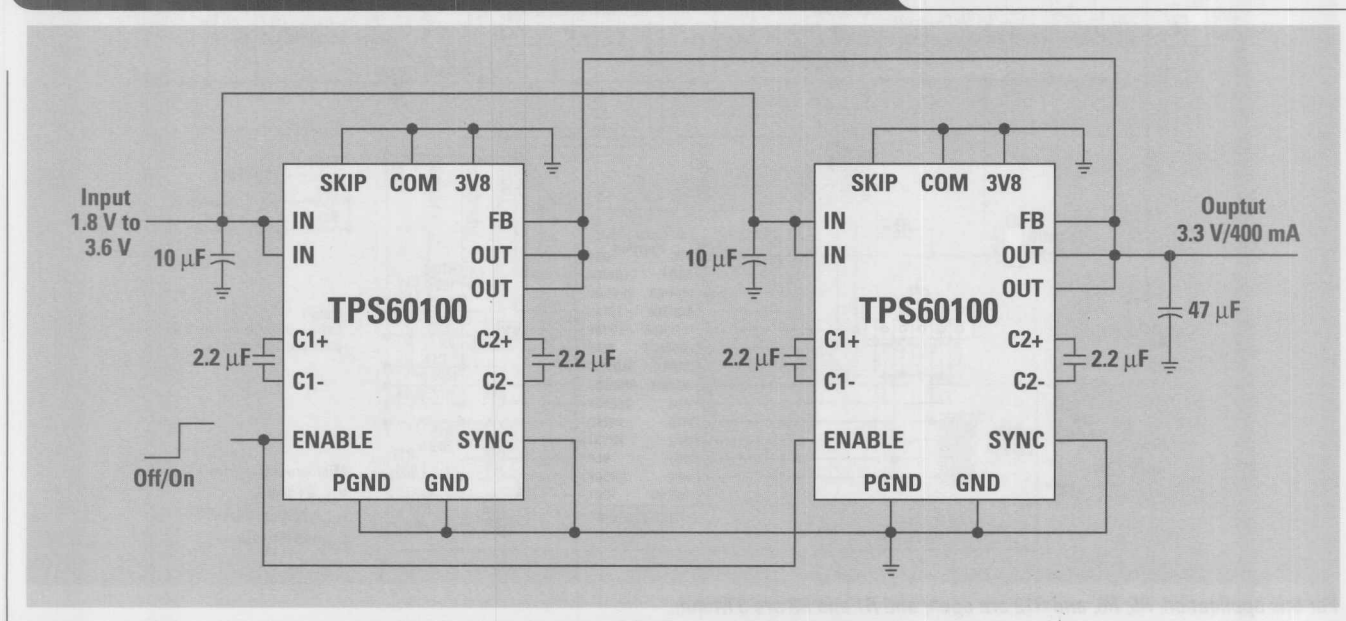 SKIP COM 3V8
SKIP COM 3V8
Input
1.8 V to
3.6 V
IN
FB
IN
FB
Ouptut
3.3 V/400 mA
10 μF
IN
OUT
10 μF
IN
OUT
OUT
OUT
TPS60100
TPS60100
47 μF
2.2 μF
C1+
C1-
C2+
C2-
2.2 μF
2.2 μF
C1+
C1-
C2+
C2-
2.2 μF
ENABLE
SYNC
ENABLE
SYNC
Off/On
PGND GND
PGND GND